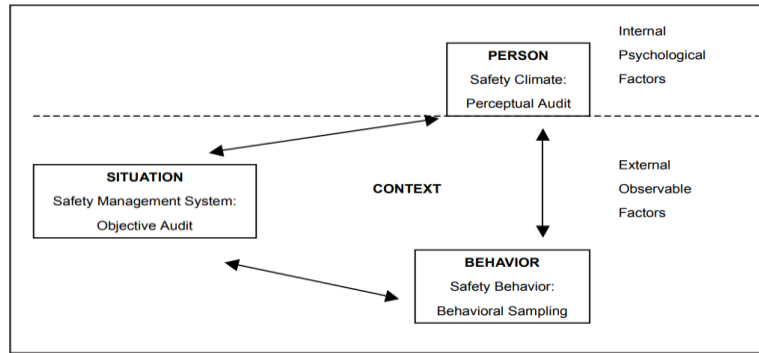 PERSON
Safety Climate:
Perceptual Audit
Internal
Psychological
Factors
SITUATION
Safety Management System:
Objective Audit
CONTEXT
External
Observable
Factors
BEHAVIOR
Safety Behavior:
Behavioral Sampling